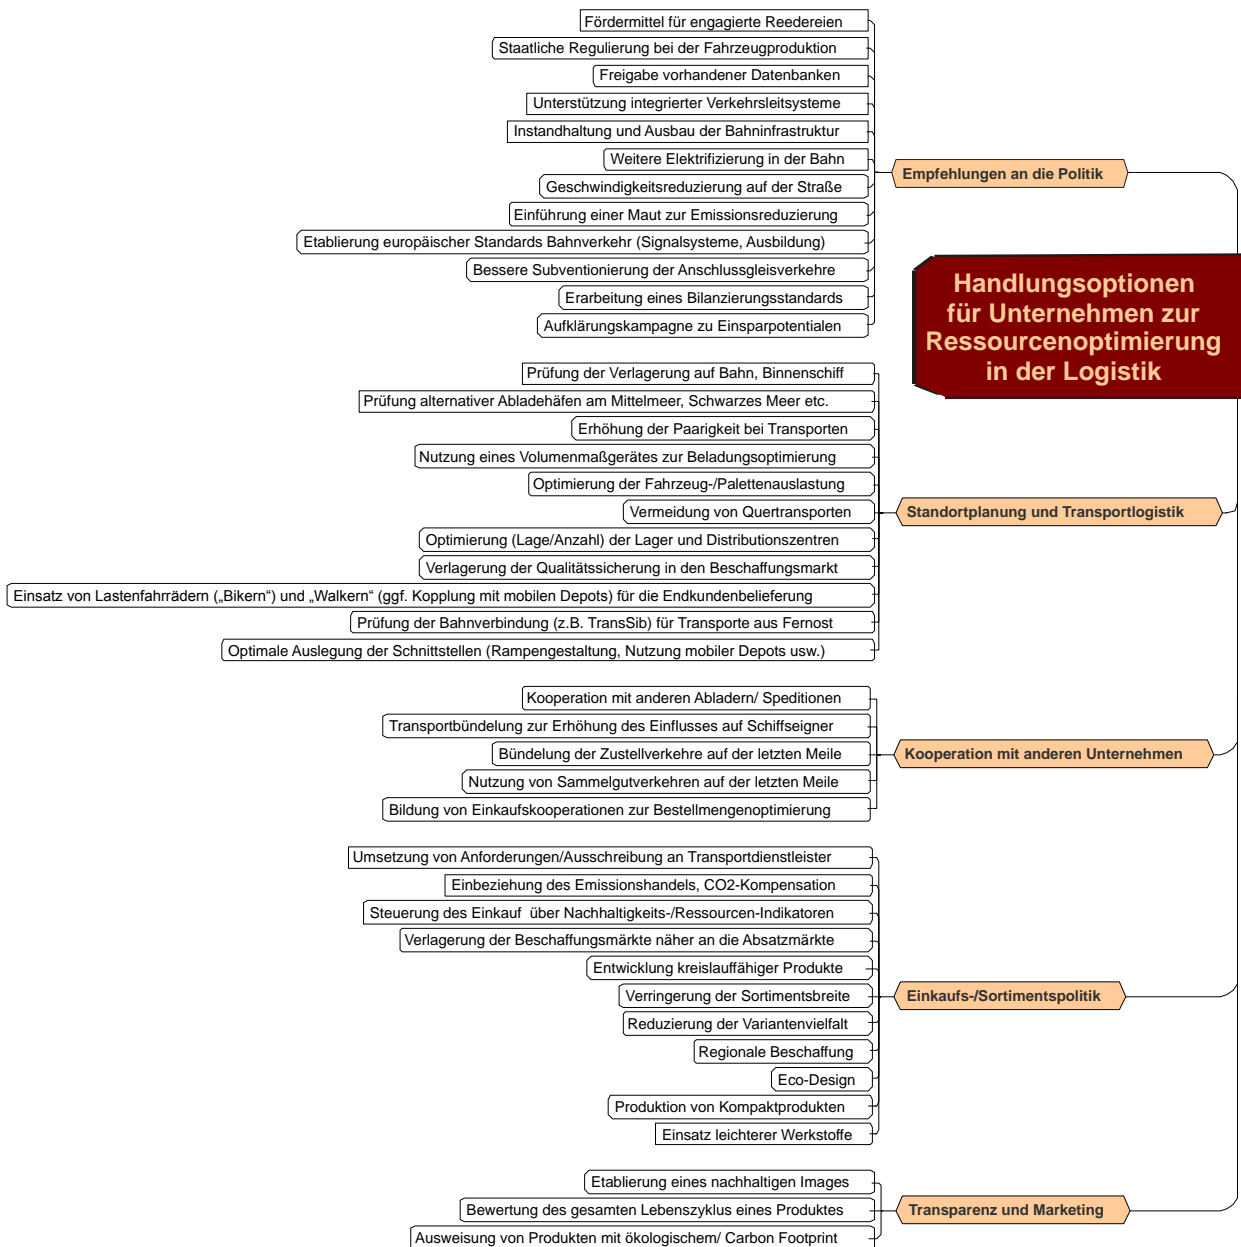 Fördermittel für engagierte Reedereien
Staatliche Regulierung bei der Fahrzeugproduktion
Freigabe vorhandener Datenbanken
Unterstützung integrierter Verkehrsleitsysteme
Instandhaltung und Ausbau der Bahninfrastruktur
Weitere Elektrifizierung in der Bahn
Geschwindigkeitsreduzierung auf der Straße
Einführung einer Maut zur Emissionsreduzierung
Etablierung europäischer Standards Bahnverkehr (Signalsysteme, Ausbildung)
Bessere Subventionierung der Anschlussgleisverkehre
Erarbeitung eines Bilanzierungsstandards
Aufklärungskampagne zu Einsparpotentialen
Empfehlungen an die Politik
Handlungsoptionen
für Unternehmen zur
Ressourcenoptimierung
in der Logistik
Prüfung der Verlagerung auf Bahn, Binnenschiff
Prüfung alternativer Abladehäfen am Mittelmeer, Schwarzes Meer etc.
Erhöhung der Paarigkeit bei Transporten
Nutzung eines Volumenmaßgerätes zur Beladungsoptimierung
Optimierung der Fahrzeug-/Palettenauslastung
Vermeidung von Quertransporten
Optimierung (Lage/Anzahl) der Lager und Distributionszentren
Verlagerung der Qualitätssicherung in den Beschaffungsmarkt
Einsatz von Lastenfahrrädern („Bikern“) und „Walkern“ (ggf. Kopplung mit mobilen Depots) für die Endkundenbelieferung
Prüfung der Bahnverbindung (z.B. TransSib) für Transporte aus Fernost
Optimale Auslegung der Schnittstellen (Rampengestaltung, Nutzung mobiler Depots usw.)
Standortplanung und Transportlogistik
Kooperation mit anderen Abladern/ Speditionen
Transportbündelung zur Erhöhung des Einflusses auf Schiffseigner
Bündelung der Zustellverkehre auf der letzten Meile
Nutzung von Sammelgutverkehren auf der letzten Meile
Bildung von Einkaufskooperationen zur Bestellmengenoptimierung
Kooperation mit anderen Unternehmen
Umsetzung von Anforderungen/Ausschreibung an Transportdienstleister
Einbeziehung des Emissionshandels, CO2-Kompensation
Steuerung des Einkauf  über Nachhaltigkeits-/Ressourcen-Indikatoren
Verlagerung der Beschaffungsmärkte näher an die Absatzmärkte
Entwicklung kreislauffähiger Produkte
Verringerung der Sortimentsbreite
Reduzierung der Variantenvielfalt
Regionale Beschaffung
Eco-Design
Produktion von Kompaktprodukten
Einsatz leichterer Werkstoffe
Einkaufs-/Sortimentspolitik
Etablierung eines nachhaltigen Images
Bewertung des gesamten Lebenszyklus eines Produktes
Ausweisung von Produkten mit ökologischem/ Carbon Footprint
Transparenz und Marketing